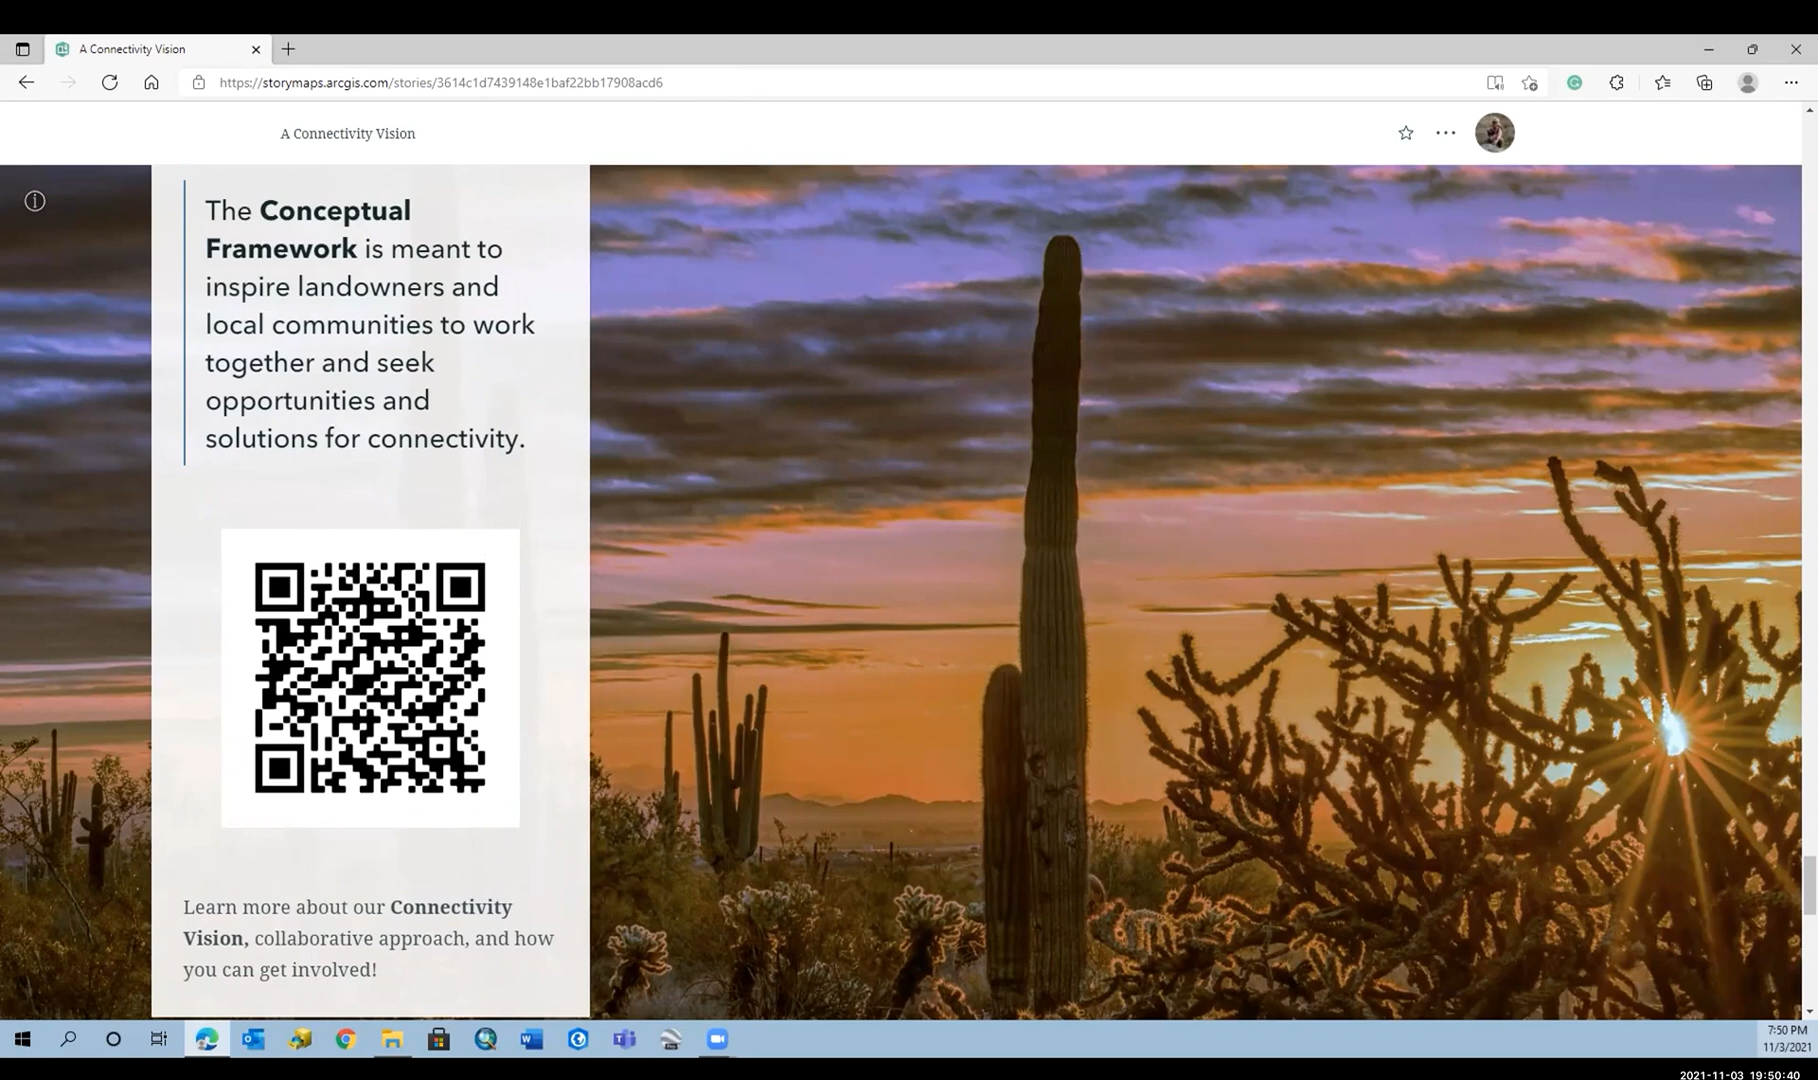 A Connectivity Vision
https://storymaps.arcgis.com/stories/3614c1d7439148e1baf22bb17908acd6
A Connectivity Vision
The Conceptual
Framework is meant to
inspire landowners and
local communities to work
together and seek
opportunities and
solutions for connectivity.
Learn more about our Connectivity
Vision, collaborative approach, and how
you can get involved!
7:50 PM
11/3/2021
2021-11-03 19:50:40